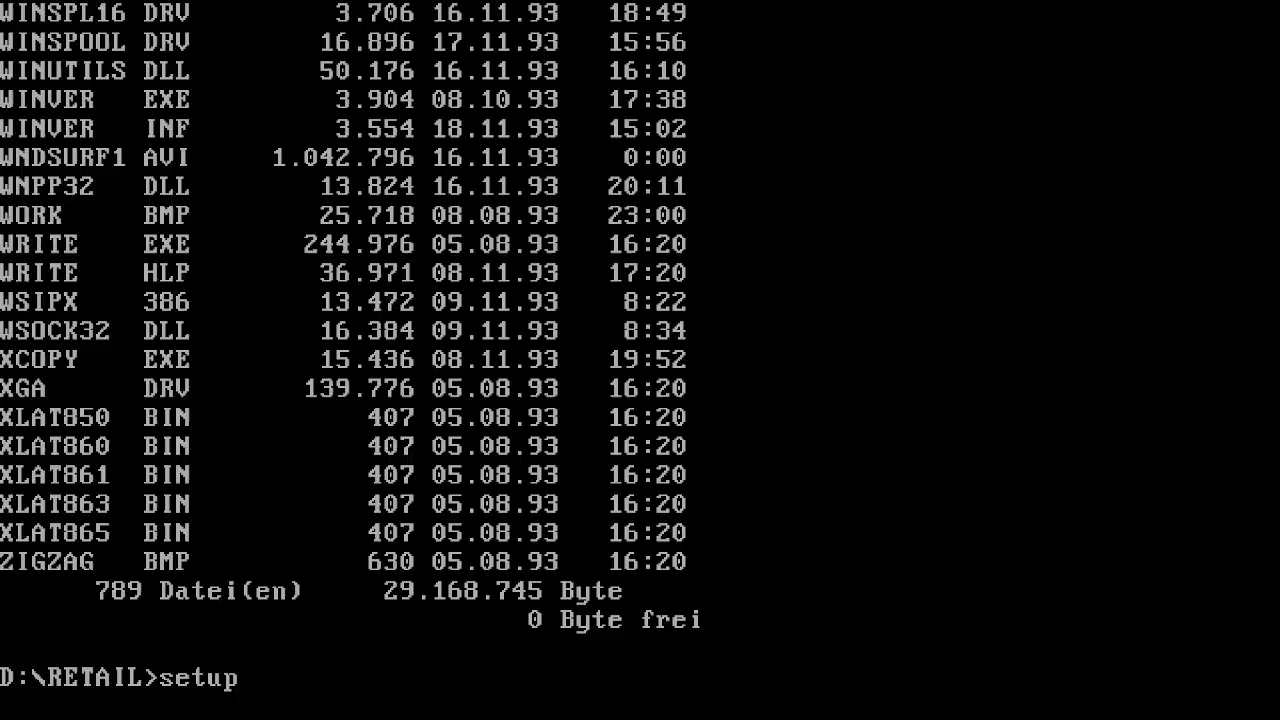 WINSPL16 DRV 3.706 16.11.93 18:49
WINSPOOL DRV 16.896 17.11.93 15:56
WINUTILS DLL 50.176 16.11.93 16:10
WINVER EXE 3.904 08.10.93 17:38
WINVER INF 3.554 18.11.93 15:02
WNDSURF1 AVI 1.042.796 16.11.93 0:00
WNPP32 DLL 13.824 16.11.93 20:11
WORK BMP 25.718 08.08.93 23:00
WRITE EXE 244.976 05.08.93 16:20
WRITE HLP 36.971 08.11.93 17:20
WSIPX 386 13.472 09.11.93 8:22
WSOCK32 DLL 16.384 09.11.93 8:34
XCOPY EXE 15.436 08.11.93 19:52
XGA DRV 139.776 05.08.93 16:20
XLAT850 BIN 407 05.08.93 16:20
XLAT860 BIN 407 05.08.93 16:20
XLAT861 BIN 407 05.08.93 16:20
XLAT863 BIN 407 05.08.93 16:20
XLAT865 BIN 407 05.08.93 16:20
ZIGZAG BMP 630 05.08.93 16:20
789 Datei(en) 29.168.745 Byte
0 Byte frei
D:\RETAIL>setup